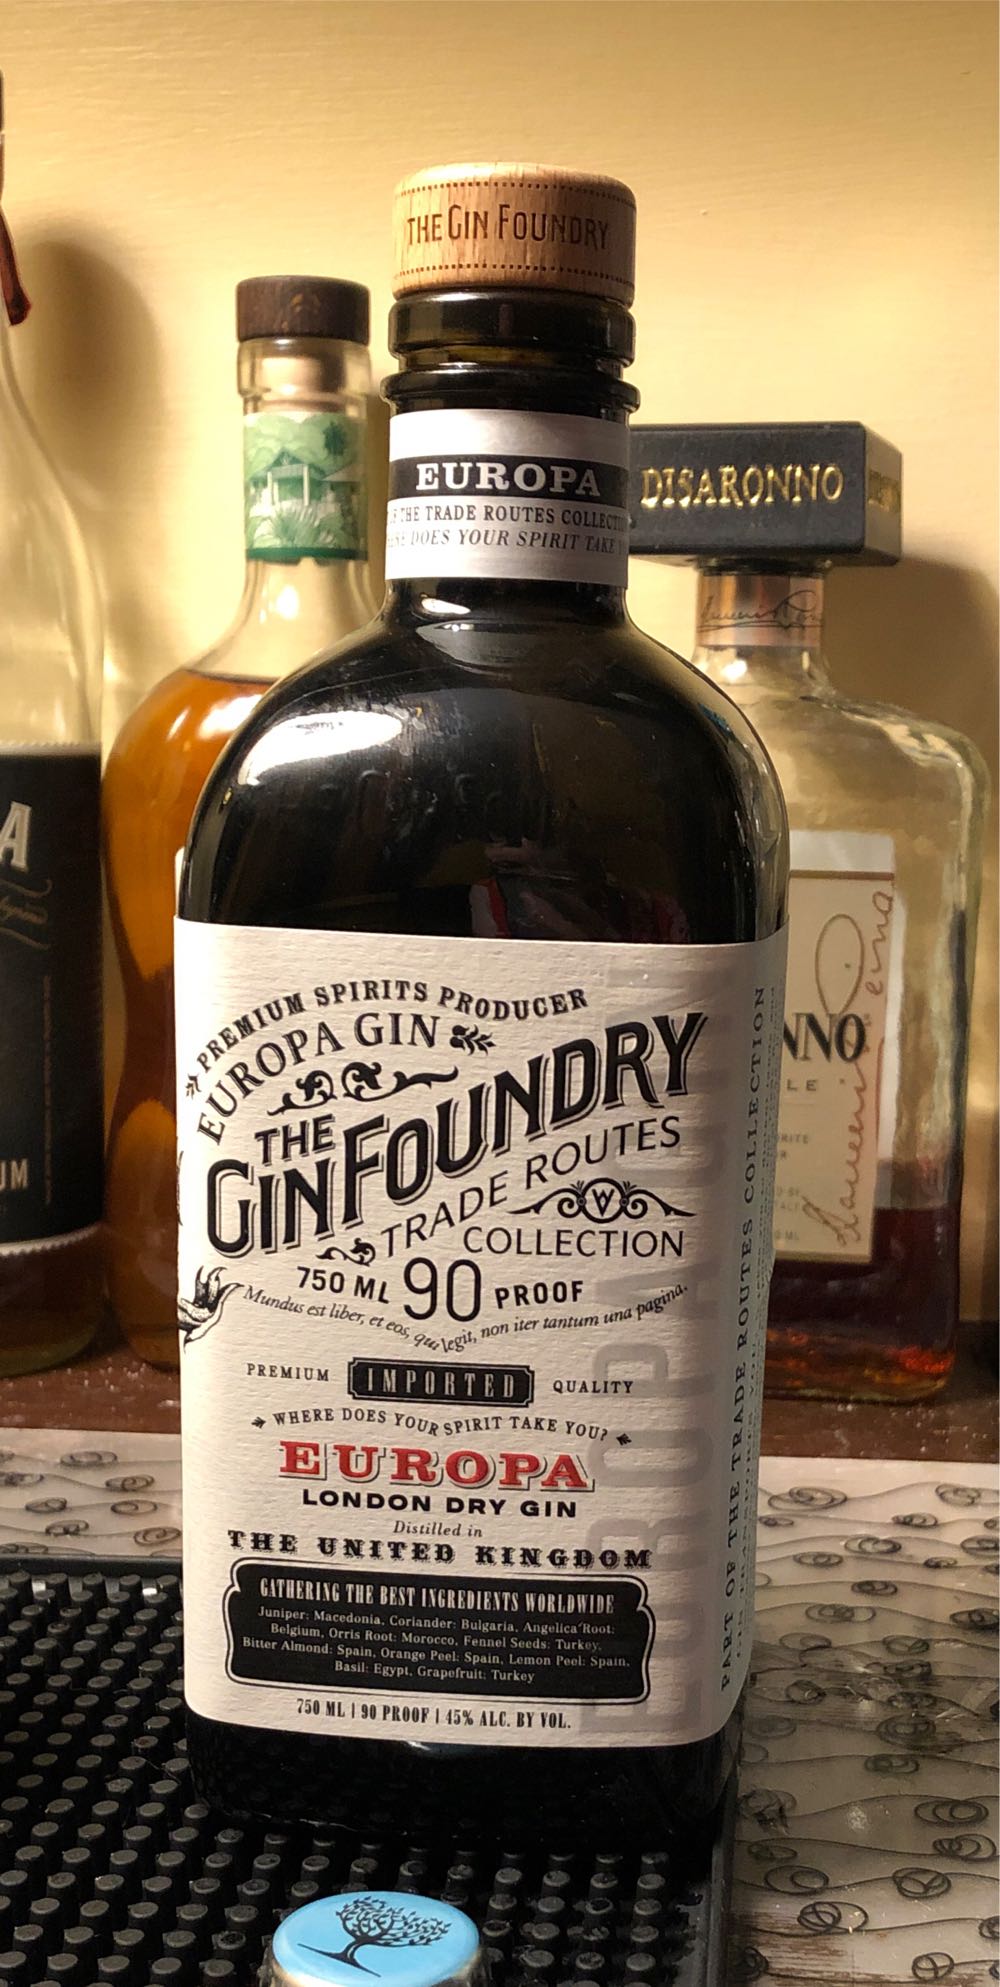 THE GIN FOUNDRY
EUROPA
THE TRADE ROUTES
DOES YOUR SPIRIT TAKE
DISARONNO
PREMIUM SPIRITS PRODUCER
EUROPA GIN
THE
GIN FOUNDRY
TRADE ROUTES
COLLECTION
750 ML 90 PROOF
Mundus est liber, et eos, qui legit, non iter tantum una pagina.
PREMIUM IMPORTED QUALITY
WHERE DOES YOUR SPIRIT TAKE YOU?
EUROPA
LONDON DRY GIN
Distilled in
THE UNITED KINGDOM
GATHERING THE BEST INGREDIENTS WORLDWIDE
Juniper: Macedonia, Coriander: Bulgaria, Angelica Root:
Belgium, Orris Root: Morocco, Fennel Seeds: Turkey,
Bitter Almond: Spain, Orange Peel: Spain, Lemon Peel: Spain,
Basil: Egypt, Grapefruit: Turkey
750 ML | 90 PROOF | 45% ALC. BY VOL.
EUROPA
PART OF THE TRADE ROUTES COLLECTION